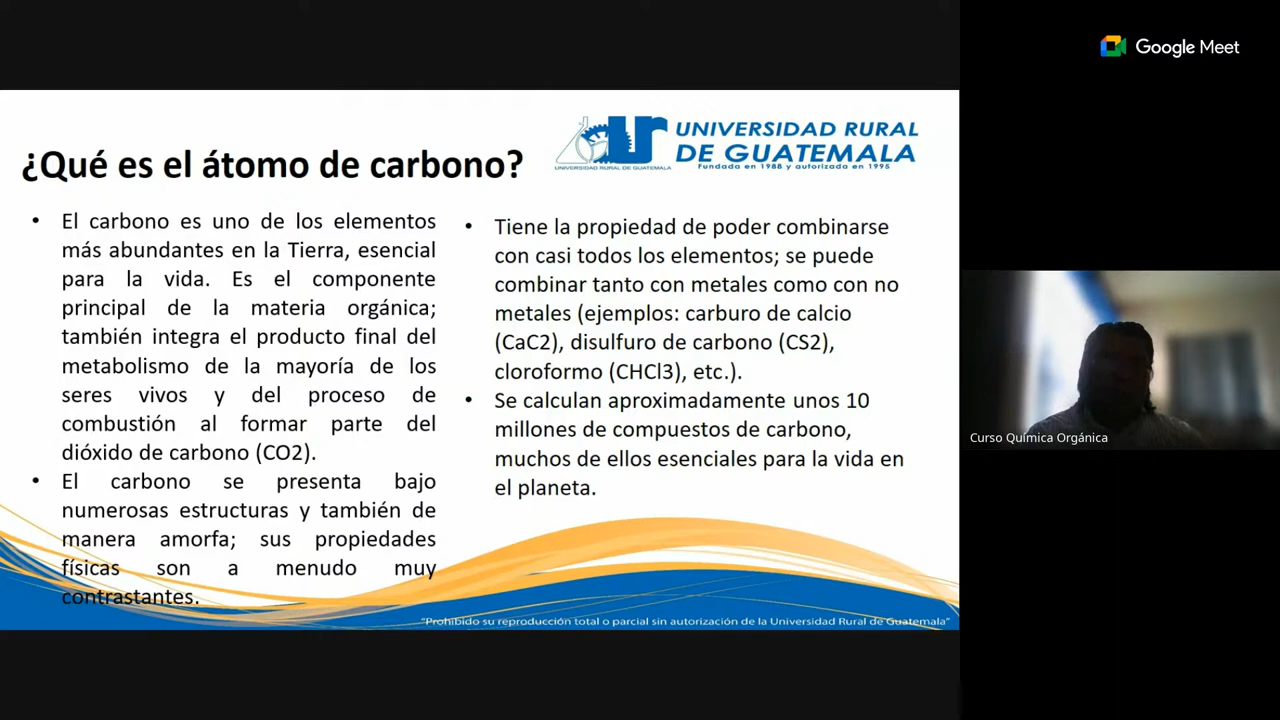 Google Meet
UNIVERSIDAD RURAL
DE GUATEMALA
Fundada en 1988 y autorizada en 1995
UNIVERSIDAD RURAL DE GUATEMALA
¿Qué es el átomo de carbono?
• El carbono es uno de los elementos
más abundantes en la Tierra, esencial
para la vida. Es el componente
principal de la materia orgánica;
también integra el producto final del
metabolismo de la mayoría de los
seres vivos y del proceso de
combustión al formar parte del
dióxido de carbono (CO2).
• El carbono se presenta bajo
numerosas estructuras y también de
manera amorfa; sus propiedades
físicas son a menudo muy
contrastantes.
• Tiene la propiedad de poder combinarse
con casi todos los elementos; se puede
combinar tanto con metales como con no
metales (ejemplos: carburo de calcio
(CaC2), disulfuro de carbono (CS2),
cloroformo (CHCl3), etc.).
• Se calculan aproximadamente unos 10
millones de compuestos de carbono,
muchos de ellos esenciales para la vida en
el planeta.
"Prohibido su reproducción total o parcial sin autorización de la Universidad Rural de Guatemala"
Curso Química Orgánica